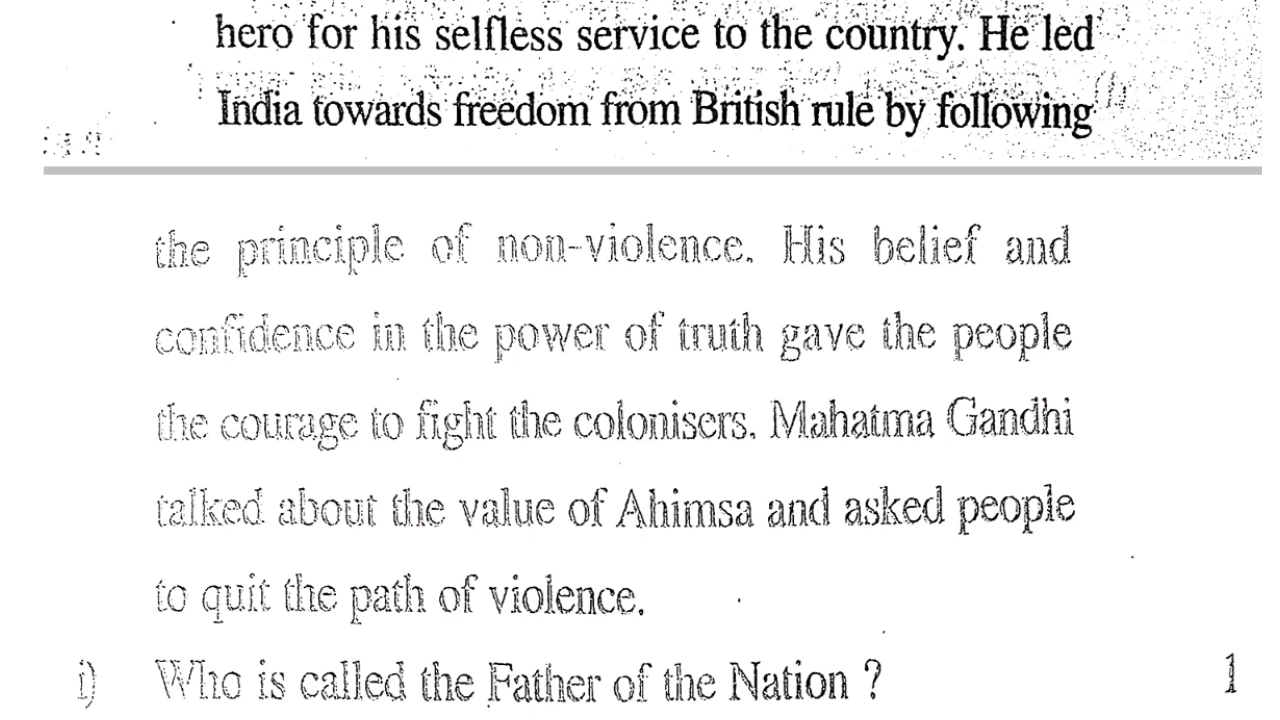 hero for his selfless service to the country. He led
India towards freedom from British rule by following
the principle of non-violence. His belief and
confidence in the power of truth gave the people
the courage to fight the colonisers. Mahatma Gandhi
talked about the value of Ahimsa and asked people
to quit the path of violence.
i) Who is called the Father of the Nation ? 1